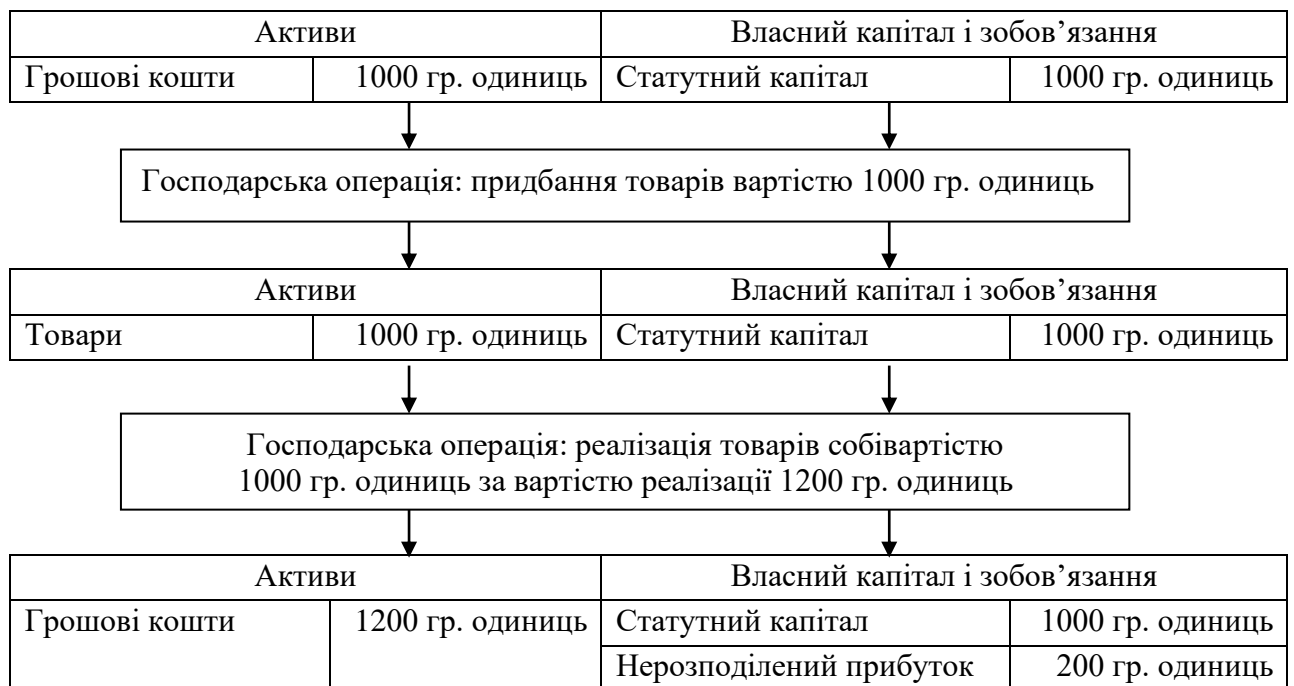 Активи Власний капітал і зобов’язання
Грошові кошти 1000 гр. одиниць Статутний капітал 1000 гр. одиниць
Господарська операція: придбання товарів вартістю 1000 гр. одиниць
Активи Власний капітал і зобов’язання
Товари 1000 гр. одиниць Статутний капітал 1000 гр. одиниць
Господарська операція: реалізація товарів собівартістю
1000 гр. одиниць за вартістю реалізації 1200 гр. одиниць
Активи Власний капітал і зобов’язання
Грошові кошти 1200 гр. одиниць Статутний капітал 1000 гр. одиниць
Нерозподілений прибуток 200 гр. одиниць